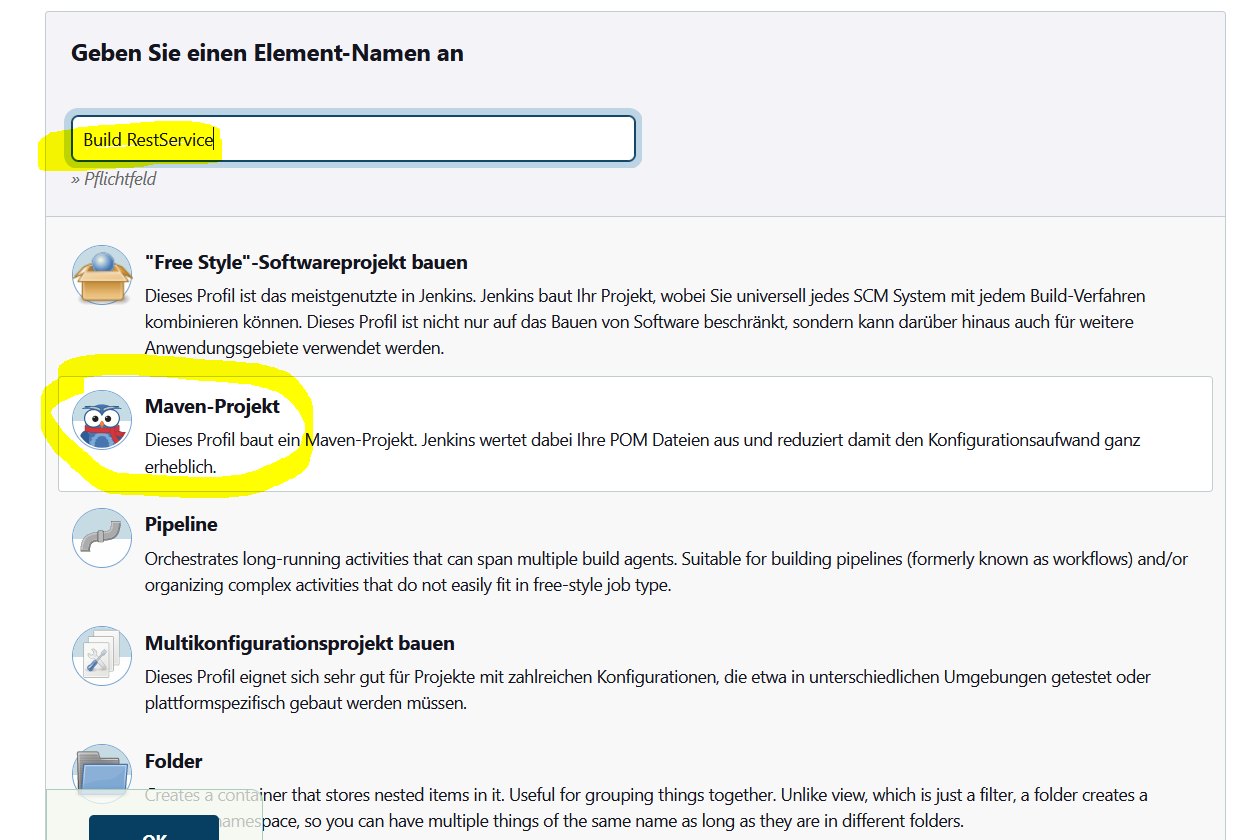 Geben Sie einen Element-Namen an
Build RestService
» Pflichtfeld
"Free Style"-Softwareprojekt bauen
Dieses Profil ist das meistgenutzte in Jenkins. Jenkins baut Ihr Projekt, wobei Sie universell jedes SCM System mit jedem Build-Verfahren
kombinieren können. Dieses Profil ist nicht nur auf das Bauen von Software beschränkt, sondern kann darüber hinaus auch für weitere
Anwendungsgebiete verwendet werden.
Maven-Projekt
Dieses Profil baut ein Maven-Projekt. Jenkins wertet dabei Ihre POM Dateien aus und reduziert damit den Konfigurationsaufwand ganz
erheblich.
Pipeline
Orchestrates long-running activities that can span multiple build agents. Suitable for building pipelines (formerly known as workflows) and/or
organizing complex activities that do not easily fit in free-style job type.
Multikonfigurationsprojekt bauen
Dieses Profil eignet sich sehr gut für Projekte mit zahlreichen Konfigurationen, die etwa in unterschiedlichen Umgebungen getestet oder
plattformspezifisch gebaut werden müssen.
Folder
Creates a container that stores nested items in it. Useful for grouping things together. Unlike view, which is just a filter, a folder creates a
namespace, so you can have multiple things of the same name as long as they are in different folders.
OK